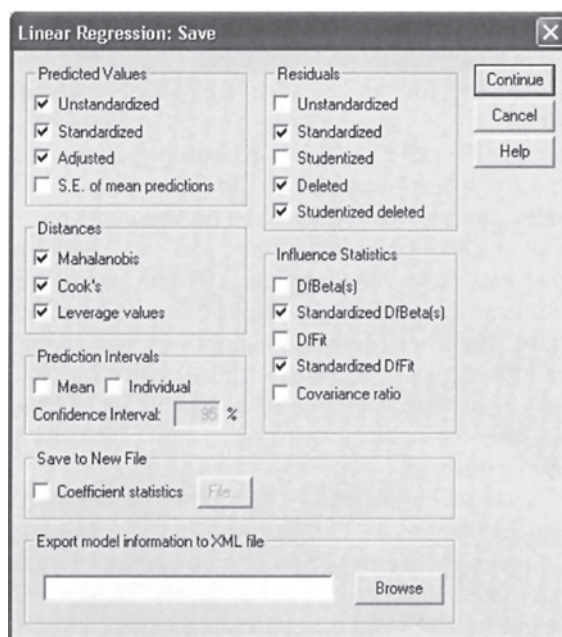 Linear Regression: Save
Predicted Values
Unstandardized
Standardized
Adjusted
S.E. of mean predictions
Distances
Mahalanobis
Cook's
Leverage values
Prediction Intervals
Mean Individual
Confidence Interval: 95 %
Residuals
Unstandardized
Standardized
Studentized
Deleted
Studentized deleted
Influence Statistics
DfBeta(s)
Standardized DfBeta(s)
DfFit
Standardized DfFit
Covariance ratio
Continue
Cancel
Help
Save to New File
Coefficient statistics File...
Export model information to XML file
Browse